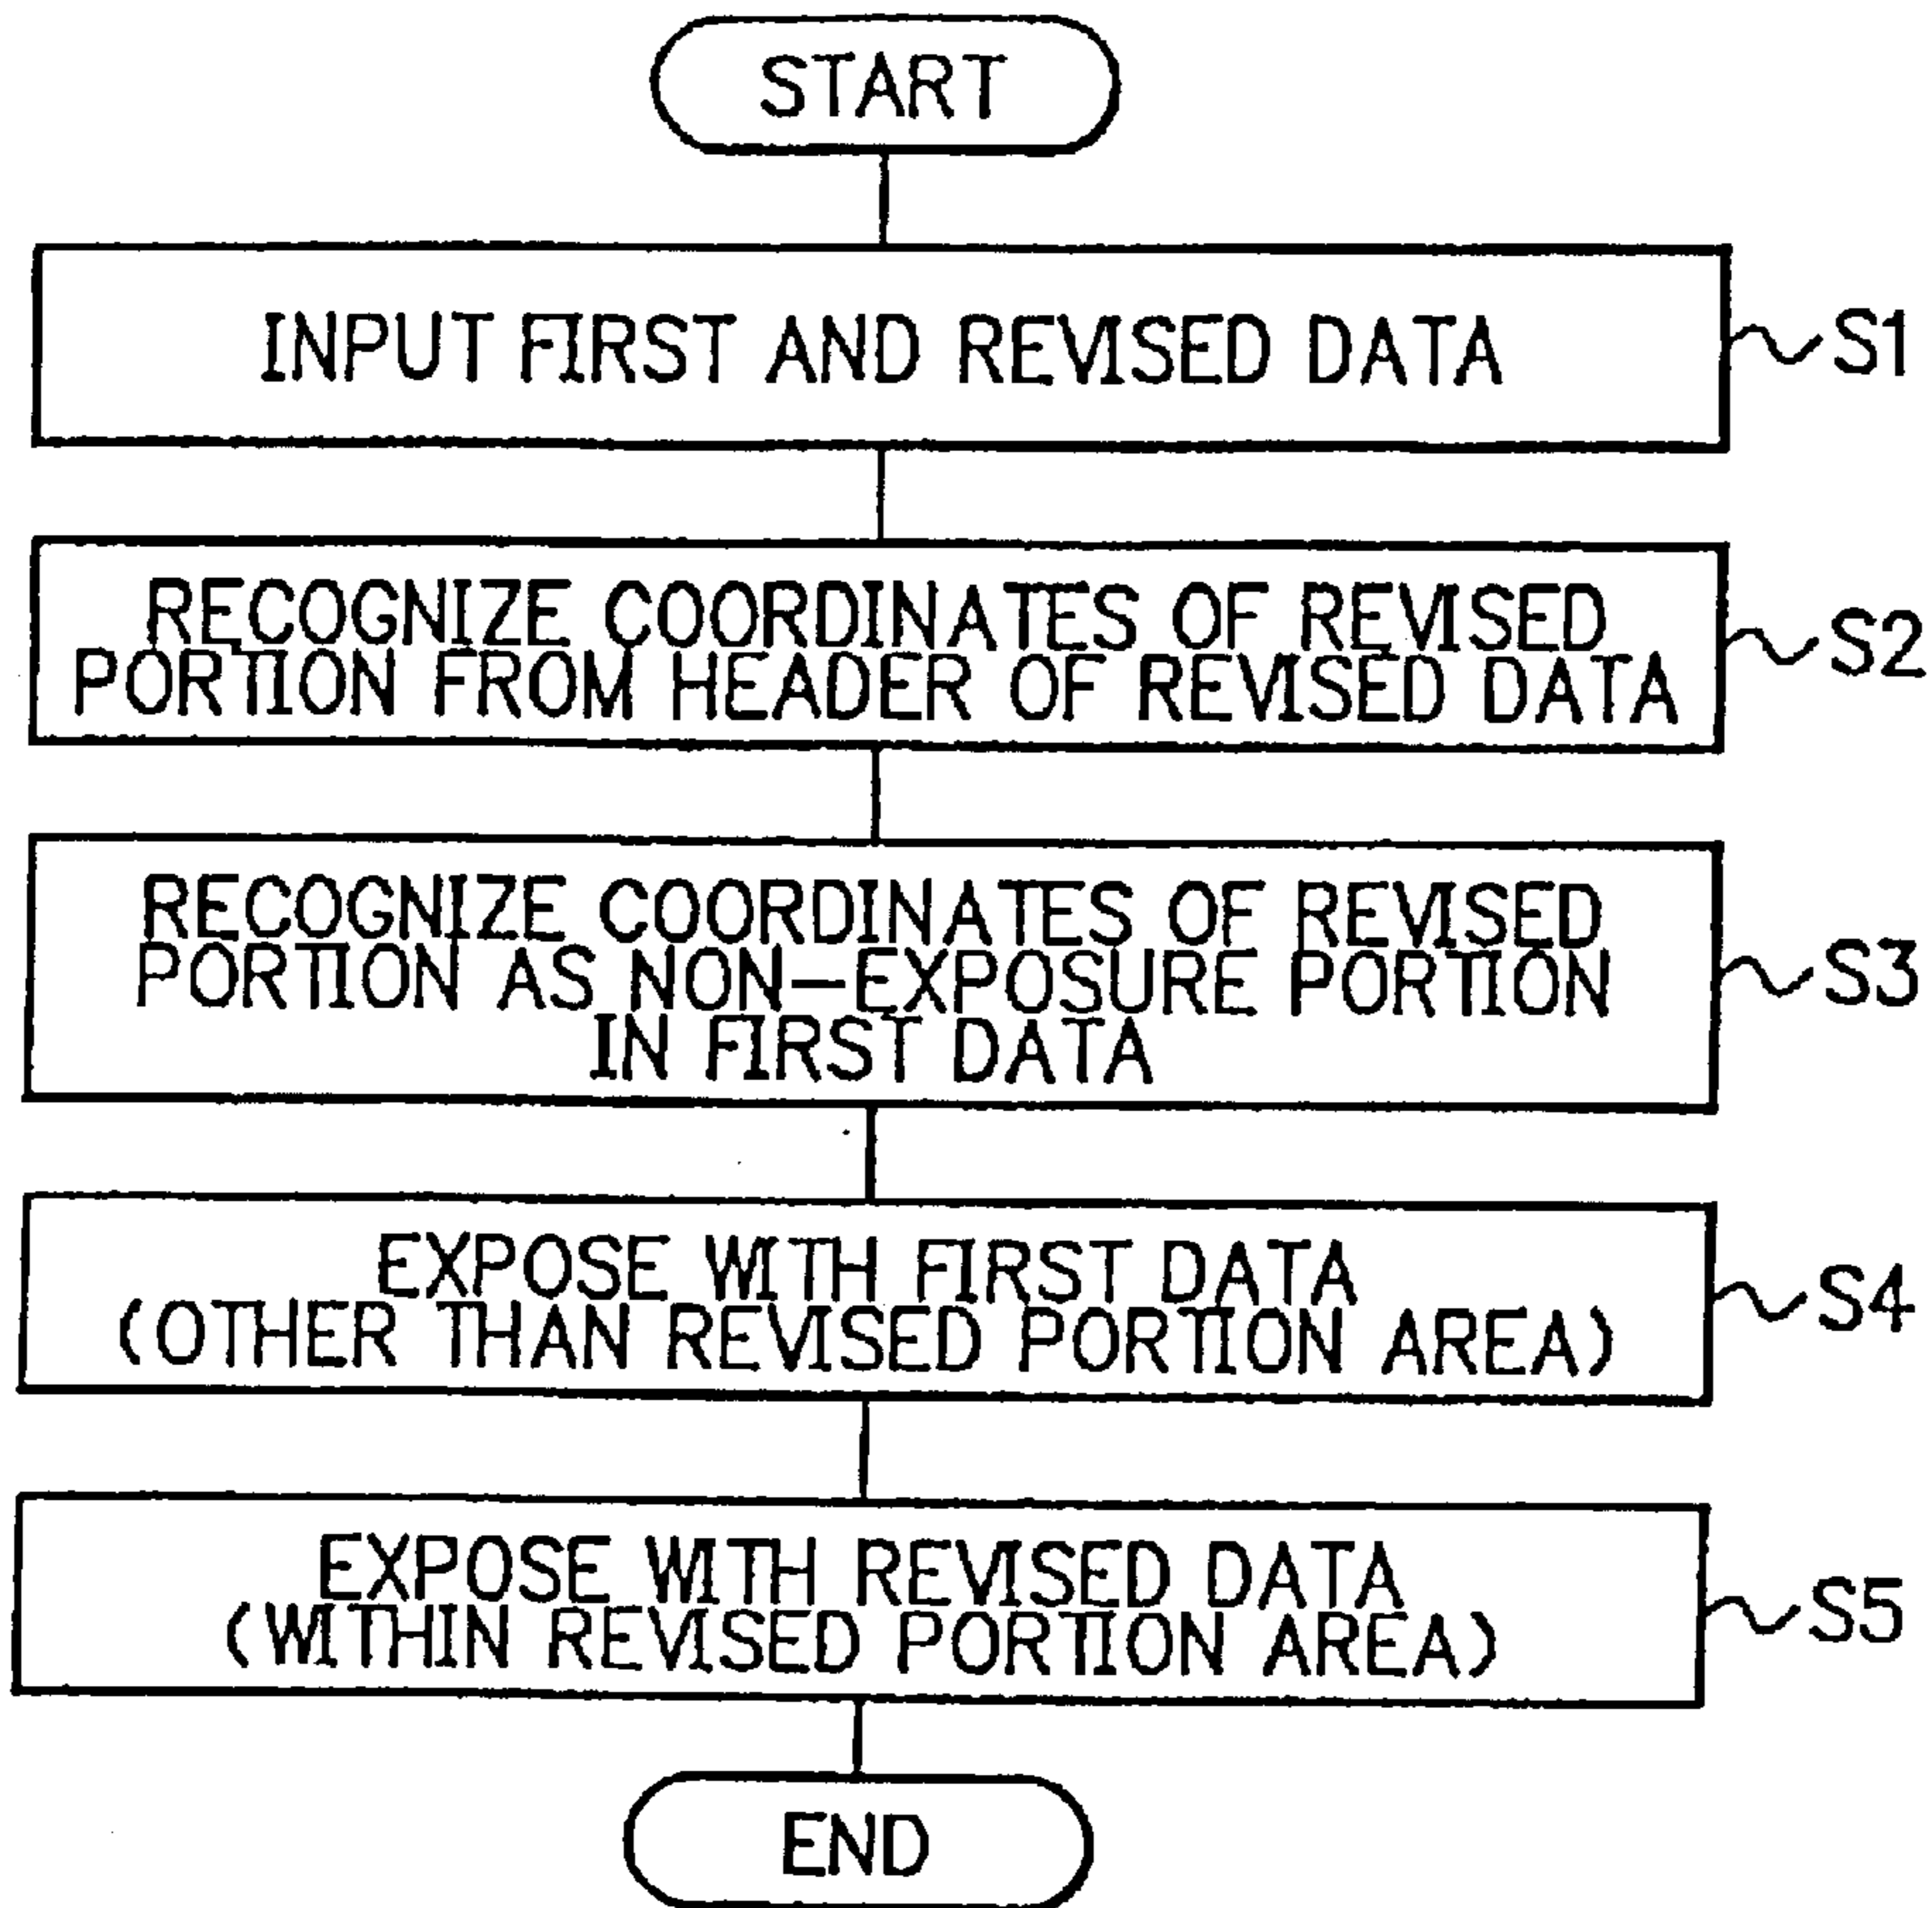 START
INPUT FIRST AND REVISED DATA
S1
RECOGNIZE COORDINATES OF REVISED
PORTION FROM HEADER OF REVISED DATA
S2
RECOGNIZE COORDINATES OF REVISED
PORTION AS NON-EXPOSURE PORTION
IN FIRST DATA
S3
EXPOSE WITH FIRST DATA
(OTHER THAN REVISED PORTION AREA)
S4
EXPOSE WITH REVISED DATA
(WITHIN REVISED PORTION AREA)
S5
END